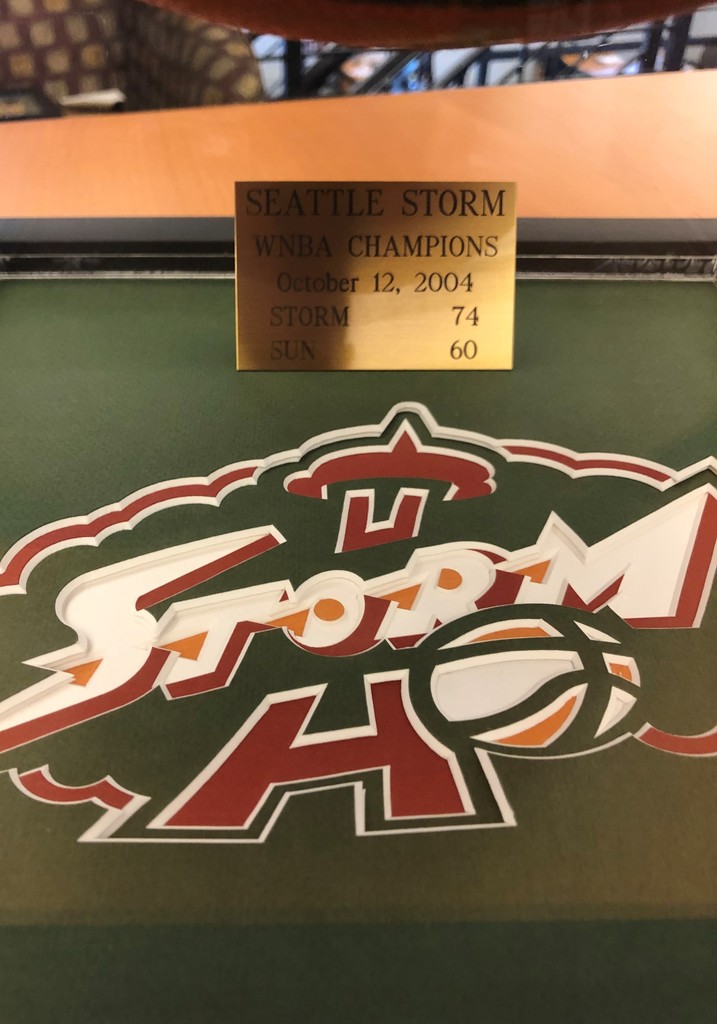 SEATTLE STORM
WNBA CHAMPIONS
October 12, 2004
STORM 74
SUN 60
STORM